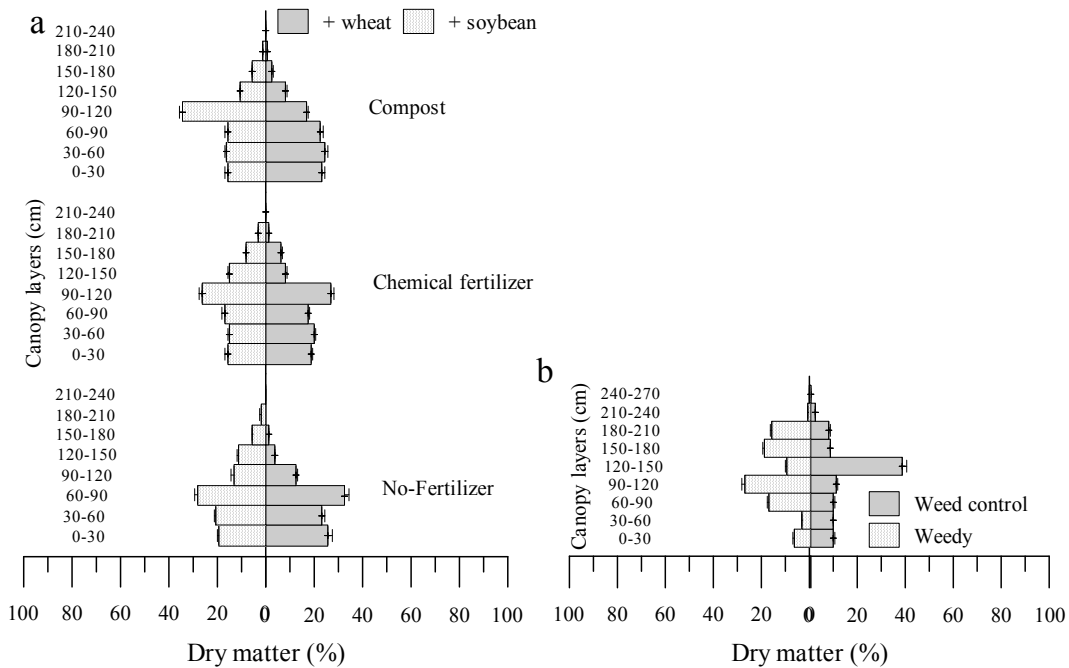 a
+ wheat
+ soybean
210-240
180-210
150-180
120-150
90-120
60-90
30-60
0-30
Compost
210-240
180-210
150-180
120-150
90-120
60-90
30-60
0-30
Chemical fertilizer
Canopy layers (cm)
210-240
180-210
150-180
120-150
90-120
60-90
30-60
0-30
No-Fertilizer
100 80 60 40 20 0 20 40 60 80 100
Dry matter (%)
b
Canopy layers (cm)
240-270
210-240
180-210
150-180
120-150
90-120
60-90
30-60
0-30
Weed control
Weedy
100 80 60 40 20 0 20 40 60 80 100
Dry matter (%)